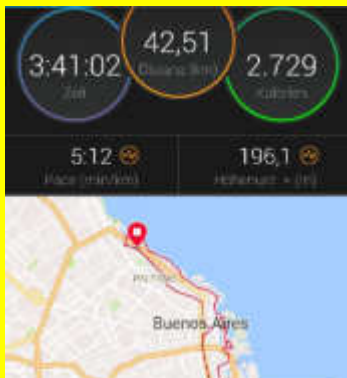 42,51
Distanz (km)
3:41:02
Zeit
2.729
Kalorien
5:12
Pace (min/km)
196,1
Höhenunt. + (m)
Buenos Aires